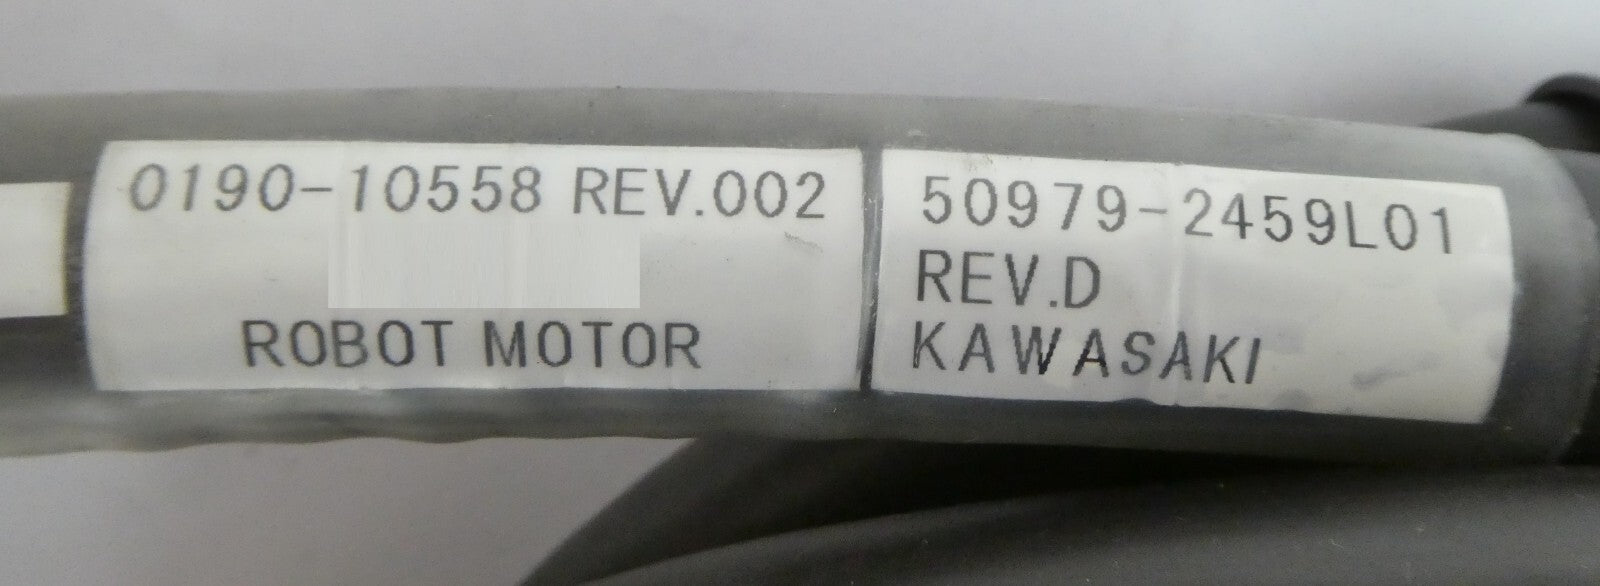 0190-10558 REV.002
ROBOT MOTOR
50979-2459L01
REV.D
KAWASAKI